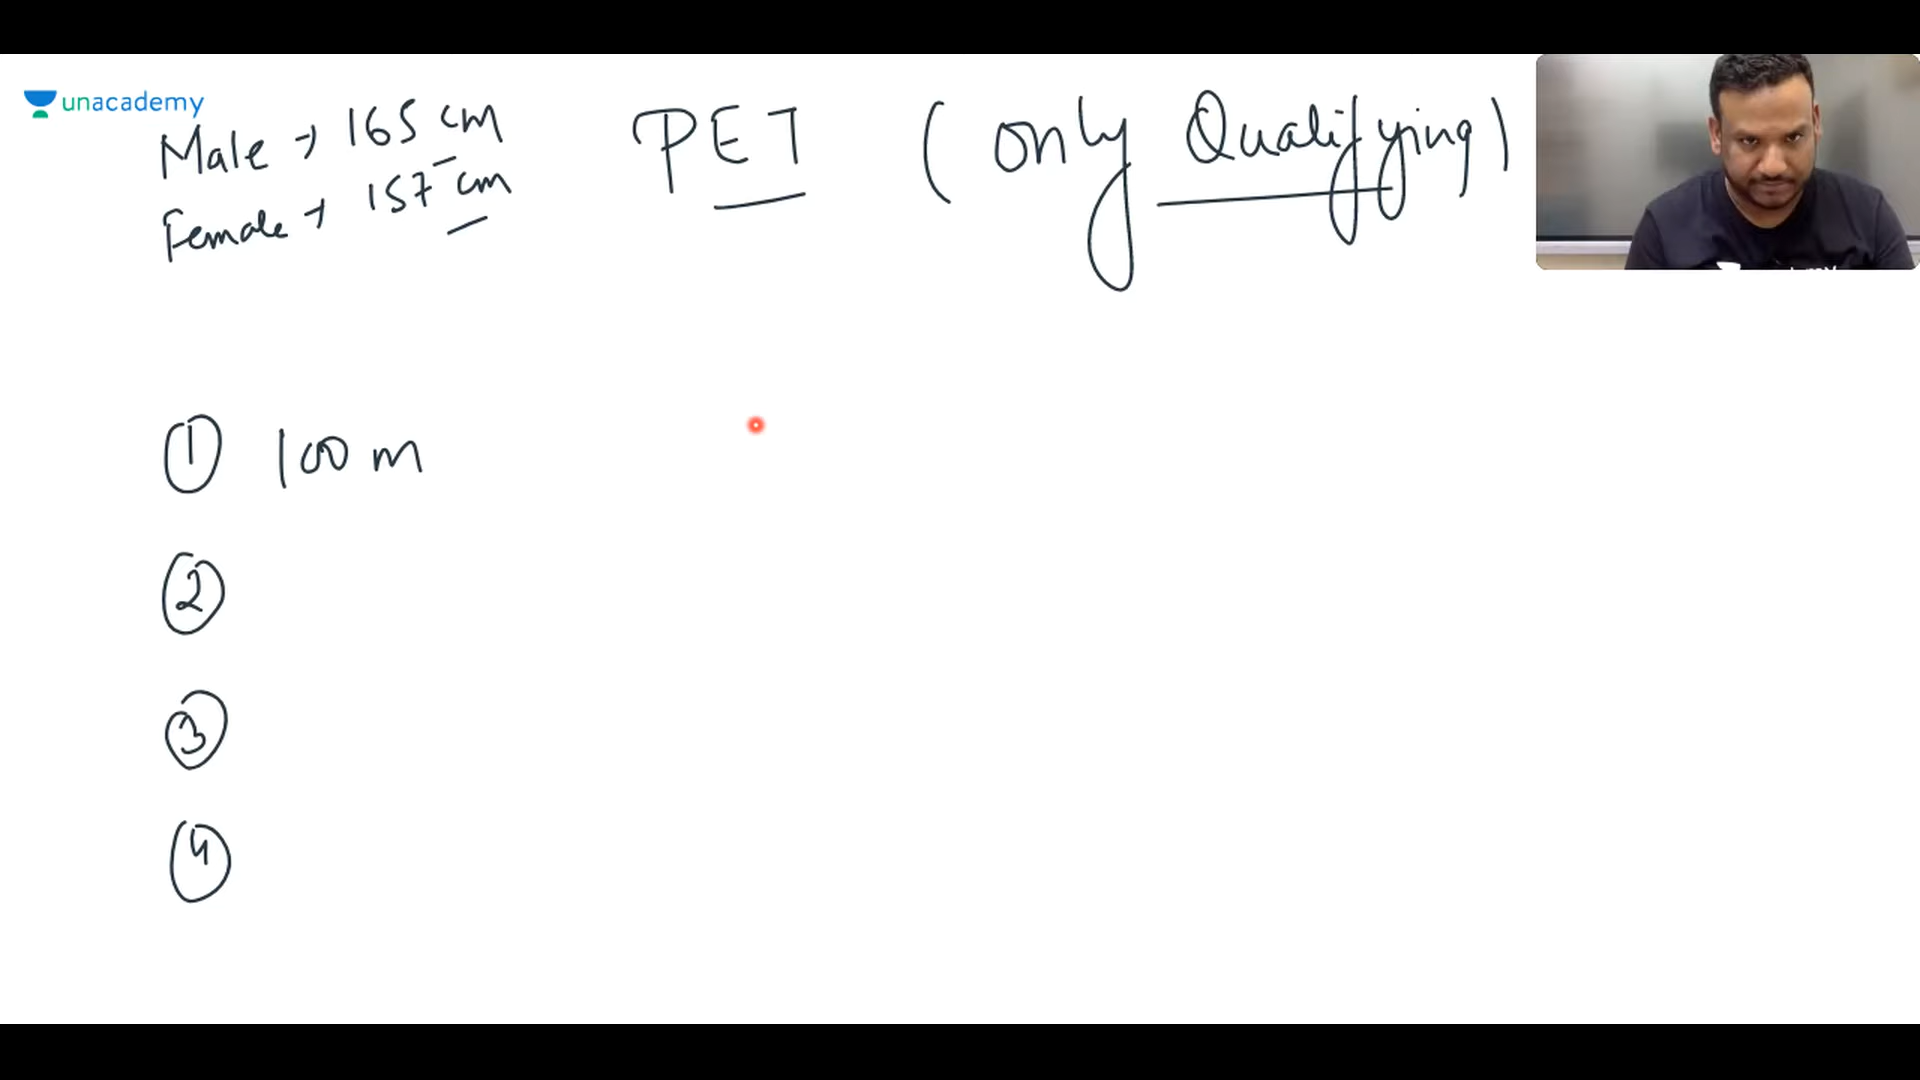 unacademy
Male → 165 cm
Female → 157 cm
PET (only Qualifying)
① 100 m
②
③
④